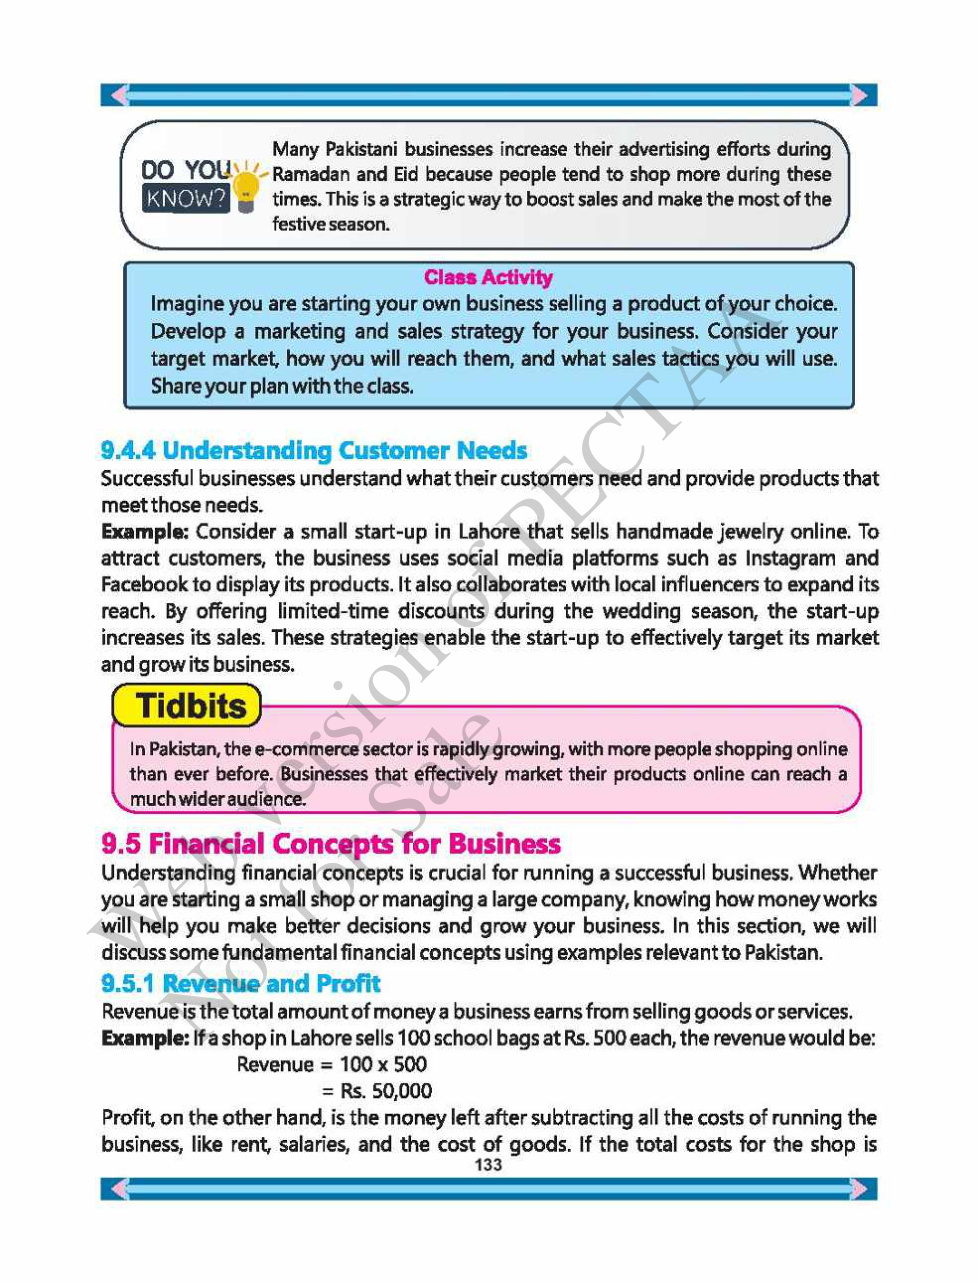 Many Pakistani businesses increase their advertising efforts during
DO YOU
KNOW?
Ramadan and Eid because people tend to shop more during these
times. This is a strategic way to boost sales and make the most of the
festive season.
Class Activity
Imagine you are starting your own business selling a product of your choice.
Develop a marketing and sales strategy for your business. Consider your
target market, how you will reach them, and what sales tactics you will use.
Share your plan with the class.
9.4.4 Understanding Customer Needs
Successful businesses understand what their customers need and provide products that
meet those needs.
Example: Consider a small start-up in Lahore that sells handmade jewelry online. To
attract customers, the business uses social media platforms such as Instagram and
Facebook to display its products. It also collaborates with local influencers to expand its
reach. By offering limited-time discounts during the wedding season, the start-up
increases its sales. These strategies enable the start-up to effectively target its market
and grow its business.
Tidbits
In Pakistan, the e-commerce sector is rapidly growing, with more people shopping online
than ever before. Businesses that effectively market their products online can reach a
much wider audience.
9.5 Financial Concepts for Business
Understanding financial concepts is crucial for running a successful business. Whether
you are starting a small shop or managing a large company, knowing how money works
will help you make better decisions and grow your business. In this section, we will
discuss some fundamental financial concepts using examples relevant to Pakistan.
9.5.1 Revenue and Profit
Revenue is the total amount of money a business earns from selling goods or services.
Example: If a shop in Lahore sells 100 school bags at Rs. 500 each, the revenue would be:
Revenue = 100 x 500
= Rs. 50,000
Profit, on the other hand, is the money left after subtracting all the costs of running the
business, like rent, salaries, and the cost of goods. If the total costs for the shop is
133
Web version of PECTAA
Not for Sale